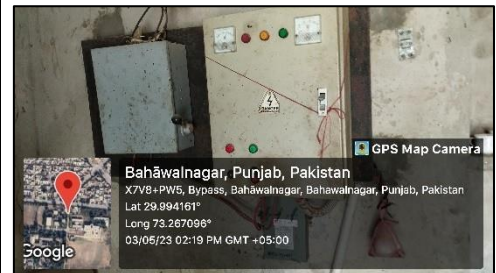 DANGER
GPS Map Camera
Bahāwalnagar, Punjab, Pakistan
X7V8+PW5, Bypass, Bahāwalnagar, Bahawalnagar, Punjab, Pakistan
Lat 29.994161°
Long 73.267096°
03/05/23 02:19 PM GMT +05:00
Google